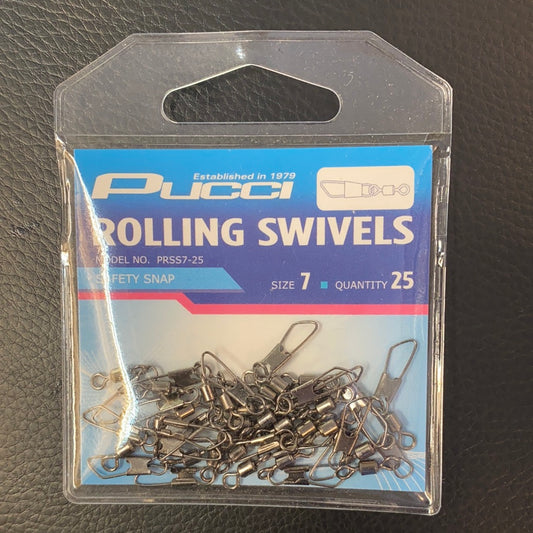 Established in 1979
PUCCI
ROLLING SWIVELS
MODEL NO. PRSS7-25
SAFETY SNAP
SIZE 7 ■ QUANTITY 25